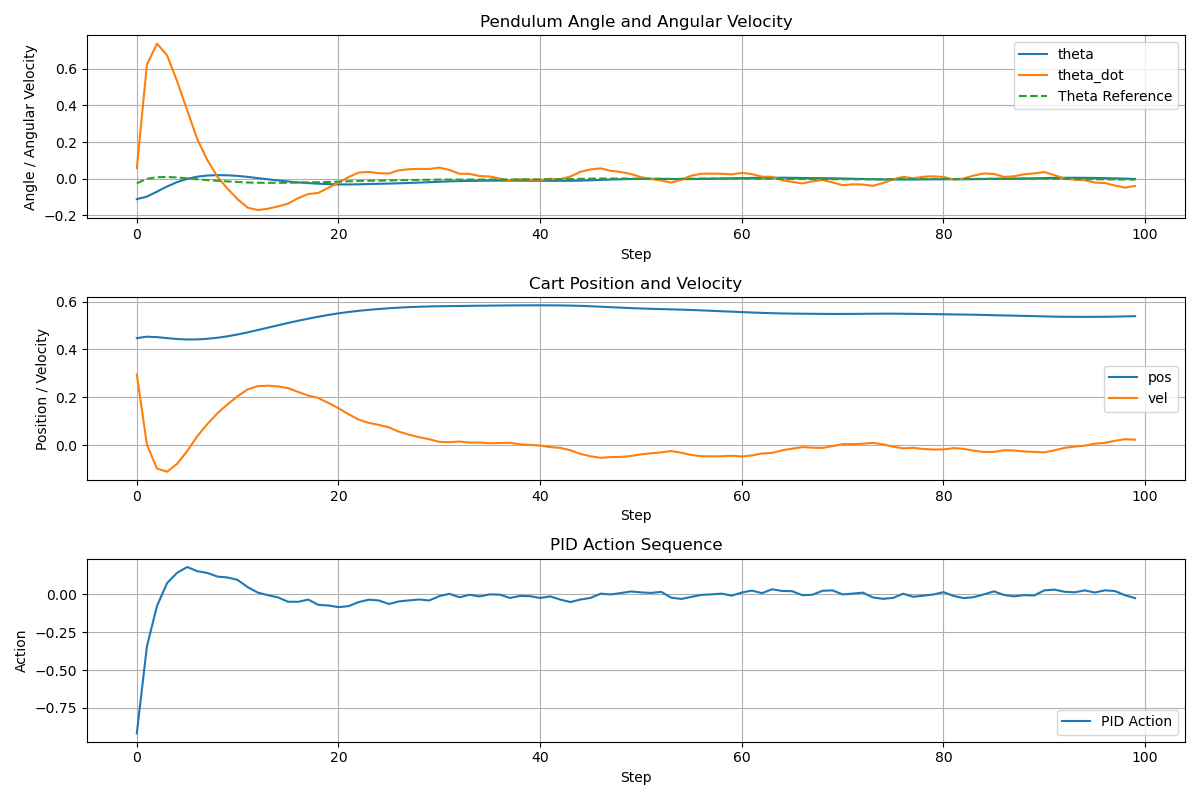 Pendulum Angle and Angular Velocity
Angle / Angular Velocity
0.6
0.4
0.2
0.0
−0.2
theta
theta_dot
Theta Reference
0
20
40
60
80
100
Step
Cart Position and Velocity
Position / Velocity
0.6
0.4
0.2
0.0
pos
vel
0
20
40
60
80
100
Step
PID Action Sequence
Action
0.00
−0.25
−0.50
−0.75
PID Action
0
20
40
60
80
100
Step